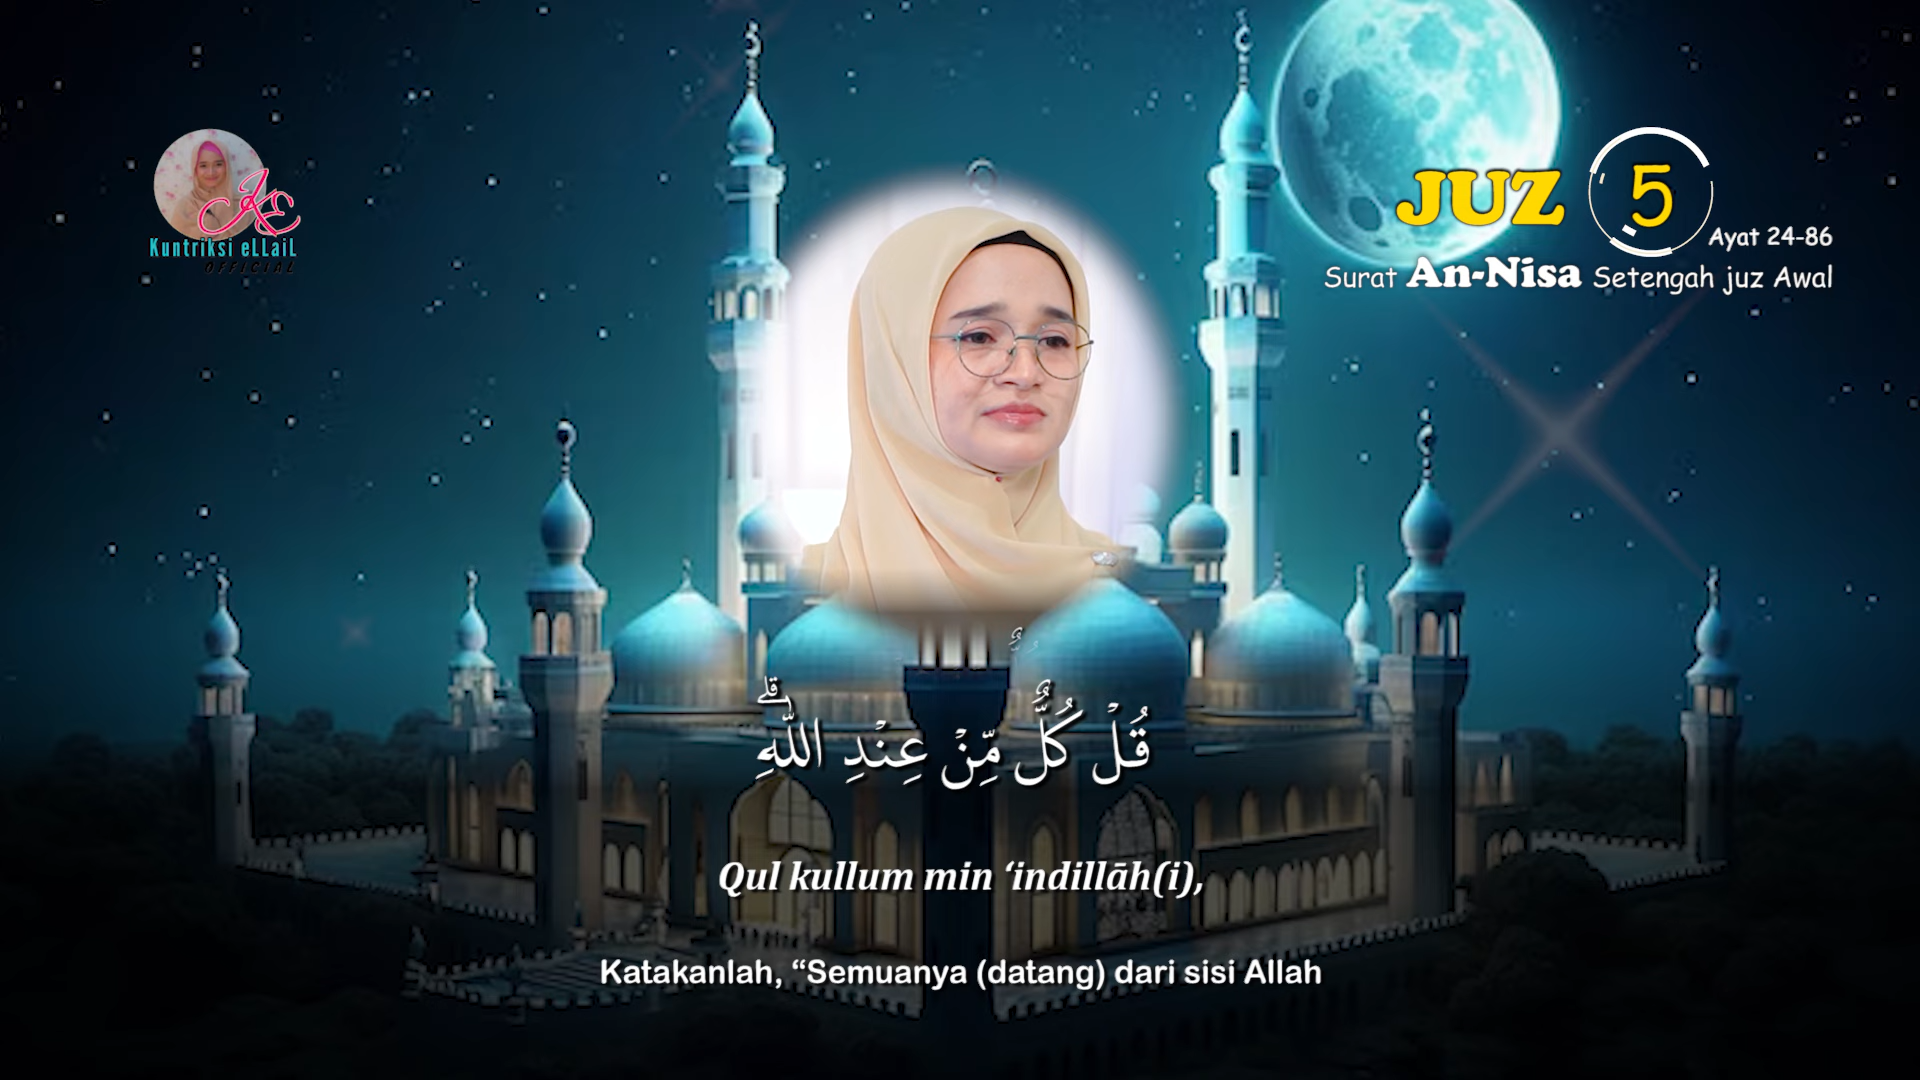 KE
Kuntriksi eLLaiL
OFFICIAL
JUZ 5
Ayat 24-86
Surat An-Nisa Setengah juz Awal
قُلْ كُلٌّ مِّنْ عِنْدِ اللّٰهِ ۗ
Qul kullum min ‘indillāh(i),
Katakanlah, “Semuanya (datang) dari sisi Allah